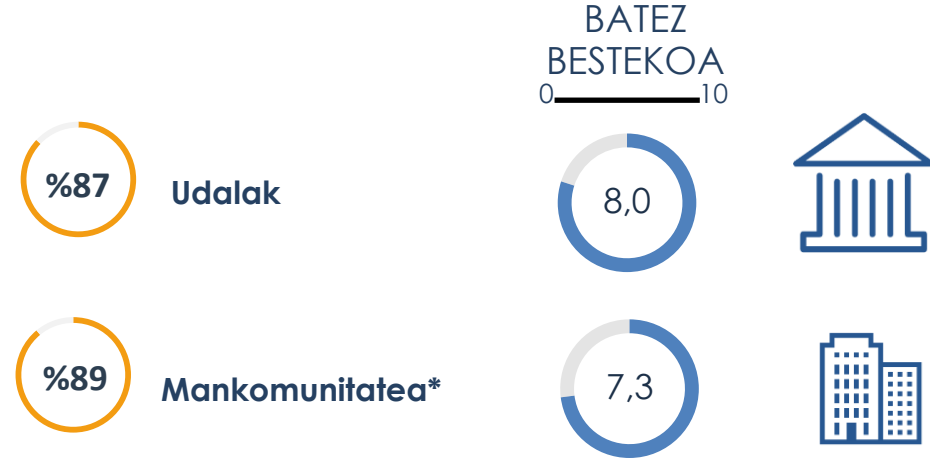 BATEZ
BESTEKOA
0 10
%87 Udalak 8,0
%89 Mankomunitatea* 7,3